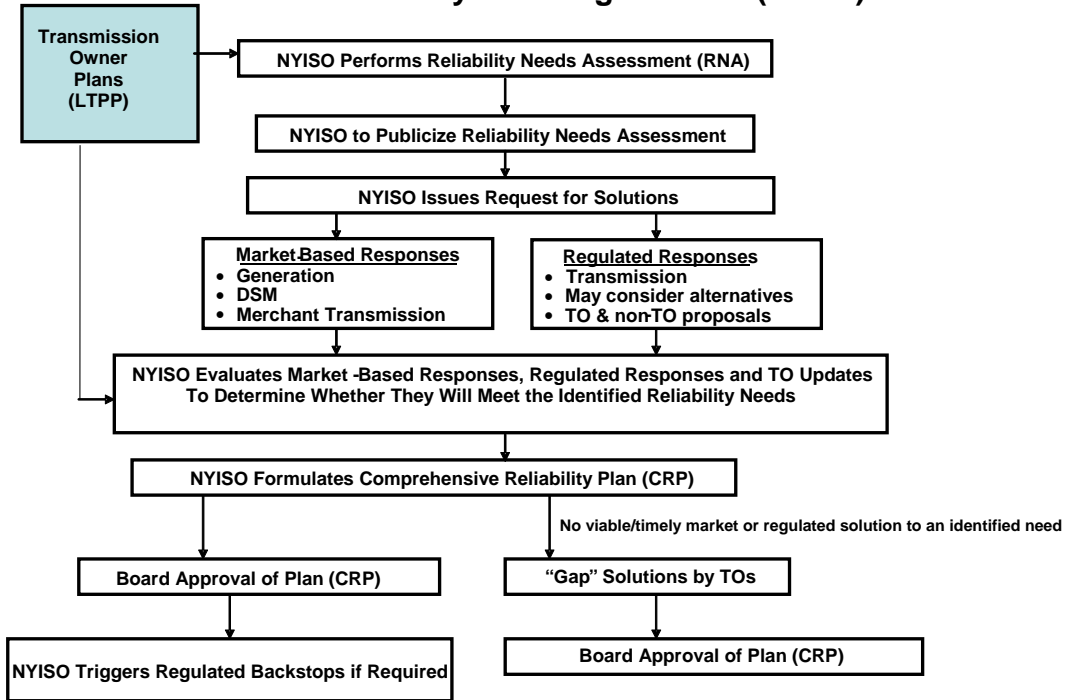 Transmission
Owner
Plans
(LTPP)
NYISO Performs Reliability Needs Assessment (RNA)
NYISO to Publicize Reliability Needs Assessment
NYISO Issues Request for Solutions
Market-Based Responses
• Generation
• DSM
• Merchant Transmission
Regulated Responses
• Transmission
• May consider alternatives
• TO & non-TO proposals
NYISO Evaluates Market -Based Responses, Regulated Responses and TO Updates
To Determine Whether They Will Meet the Identified Reliability Needs
NYISO Formulates Comprehensive Reliability Plan (CRP)
No viable/timely market or regulated solution to an identified need
Board Approval of Plan (CRP)
“Gap” Solutions by TOs
NYISO Triggers Regulated Backstops if Required
Board Approval of Plan (CRP)